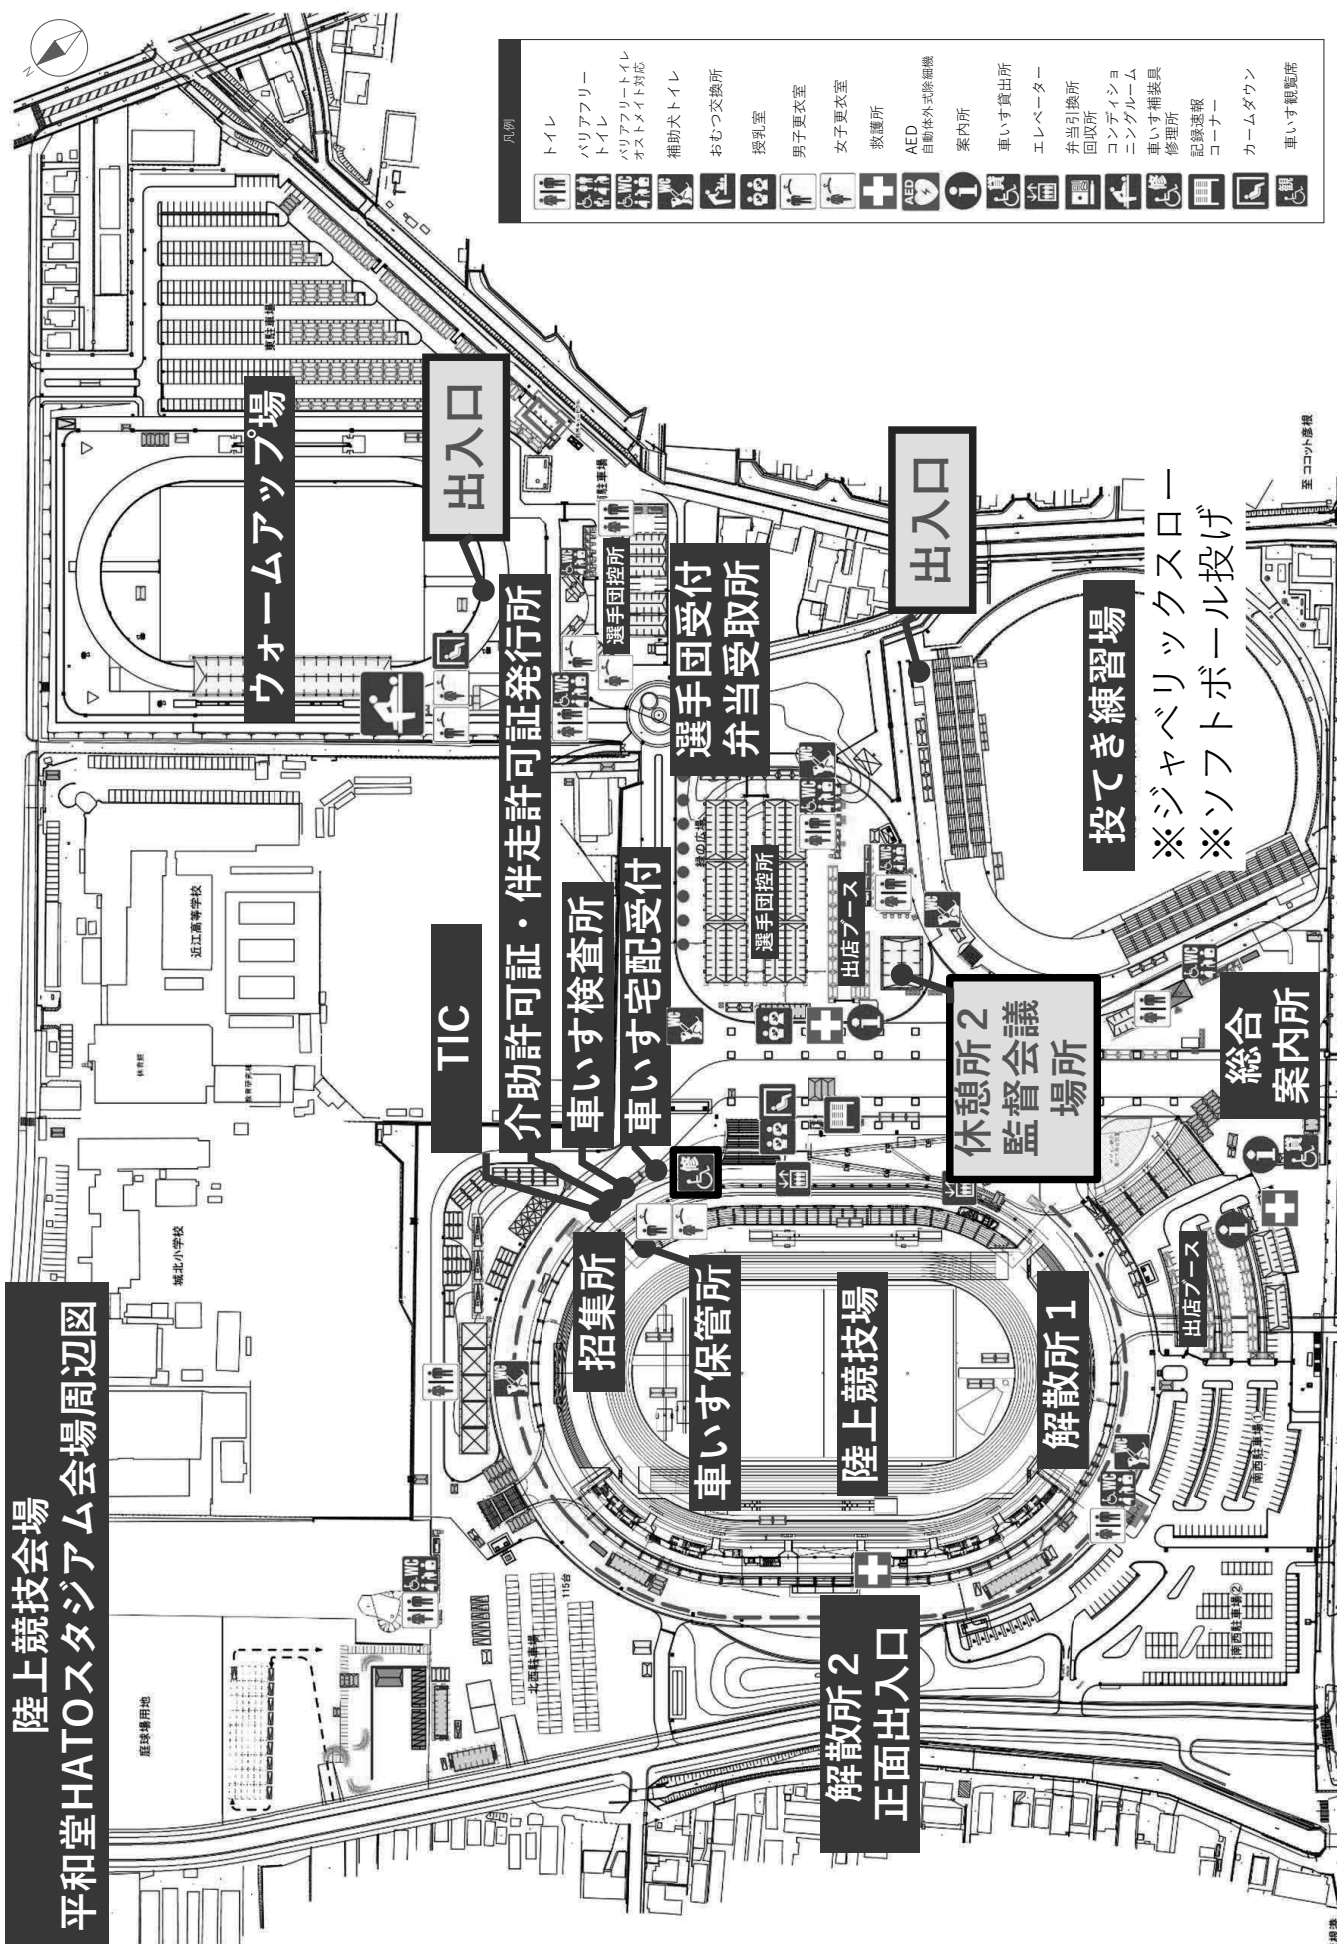 陸上競技会場
平和堂HATOスタジアム会場周辺図
凡例
トイレ
バリアフリー
トイレ
バリアフリートイレ
オストメイト対応
補助犬トイレ
おむつ交換所
授乳室
男子更衣室
女子更衣室
救護所
AED
自動体外式除細動器
案内所
車いす貸出所
エレベーター
弁当引換所
回収所
コンディショ
ニングルーム
車いす補装具
修理所
記録速報
コーナー
カームダウン
車いす観覧席
N
庭球場用地
城北小学校
体育館
近江高等学校
東駐車場
ウォームアップ場
出入口
TIC
介助許可証・伴走許可証発行所
車いす検査所
車いす宅配受付
招集所
車いす保管所
陸上競技場
解散所1
解散所2
正面出入口
選手団控所
選手団受付
弁当受取所
緑の広場
選手団控所
出店ブース
出入口
休憩所2
監督会議
場所
投てき練習場
※ジャベリックスロー
※ソフトボール投げ
至 ココット彦根
総合
案内所
出店ブース
北西駐車場
115台
南西駐車場①
南西駐車場②